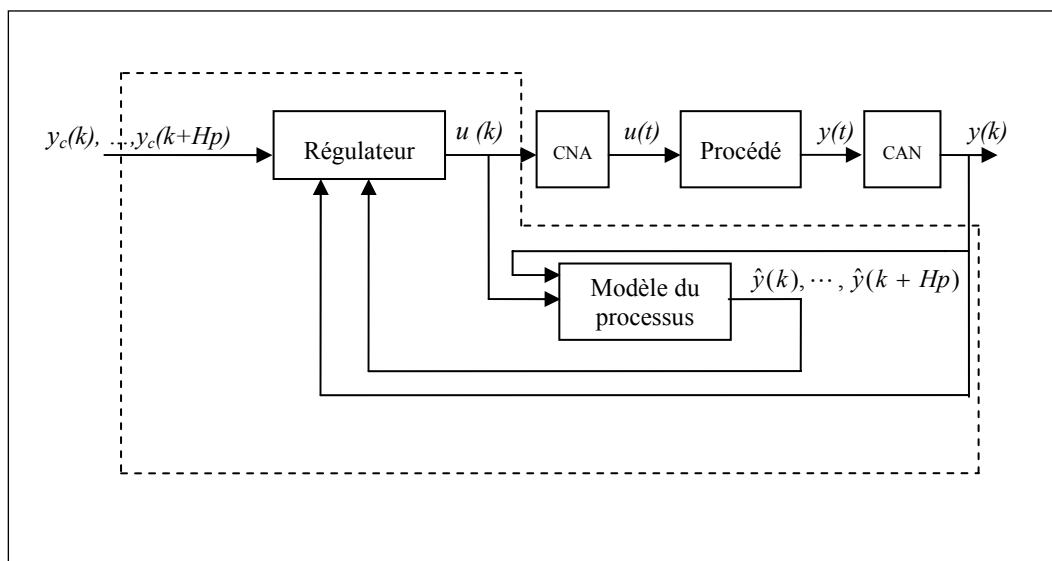 y_c(k), ...,y_c(k+Hp)
Régulateur
u (k)
CNA
u(t)
Procédé
y(t)
CAN
y(k)
Modèle du
processus
ŷ(k), ⋯ , ŷ(k + Hp)